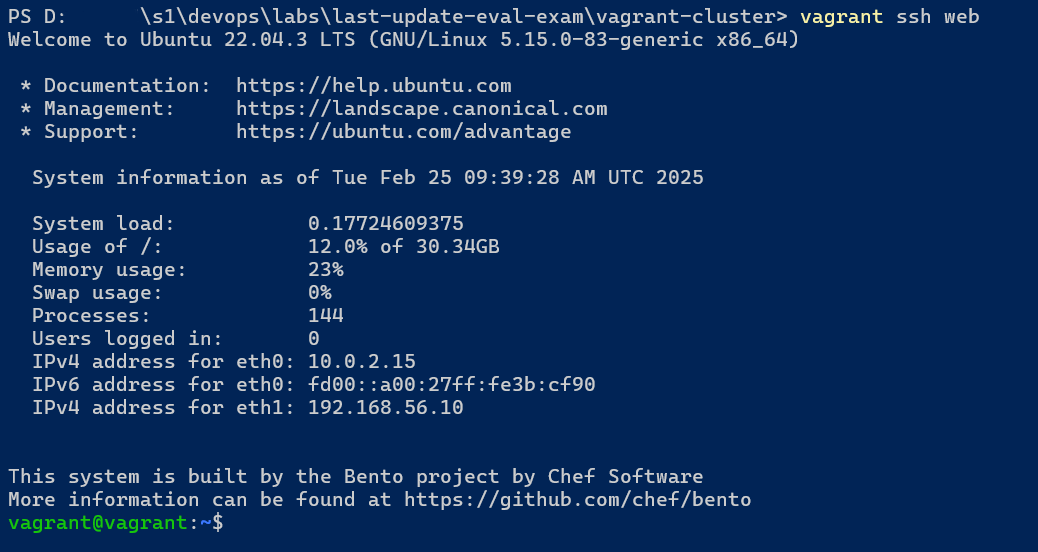 PS D:      \s1\devops\labs\last-update-eval-exam\vagrant-cluster> vagrant ssh web
Welcome to Ubuntu 22.04.3 LTS (GNU/Linux 5.15.0-83-generic x86_64)
* Documentation:  https://help.ubuntu.com
* Management:     https://landscape.canonical.com
* Support:        https://ubuntu.com/advantage
System information as of Tue Feb 25 09:39:28 AM UTC 2025
System load:           0.17724609375
Usage of /:            12.0% of 30.34GB
Memory usage:          23%
Swap usage:            0%
Processes:             144
Users logged in:       0
IPv4 address for eth0: 10.0.2.15
IPv6 address for eth0: fd00::a00:27ff:fe3b:cf90
IPv4 address for eth1: 192.168.56.10
This system is built by the Bento project by Chef Software
More information can be found at https://github.com/chef/bento
vagrant@vagrant:~$